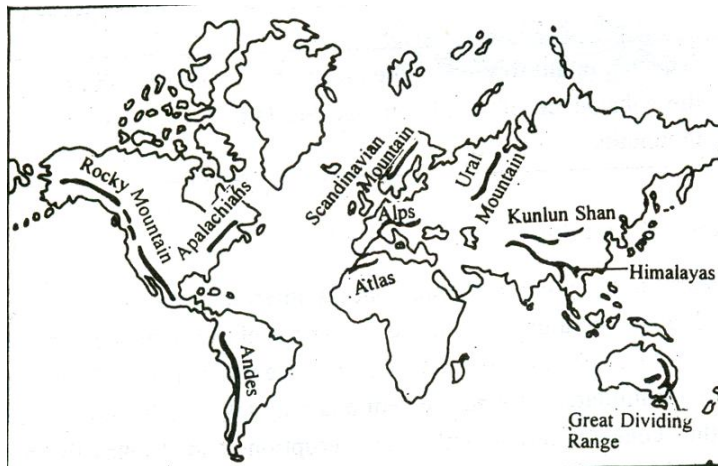 Rocky Mountain
Apalachians
Scandinavian
Mountain
Ural
Mountain
Alps
Kunlun Shan
Himalayas
Atlas
Andes
Great Dividing
Range